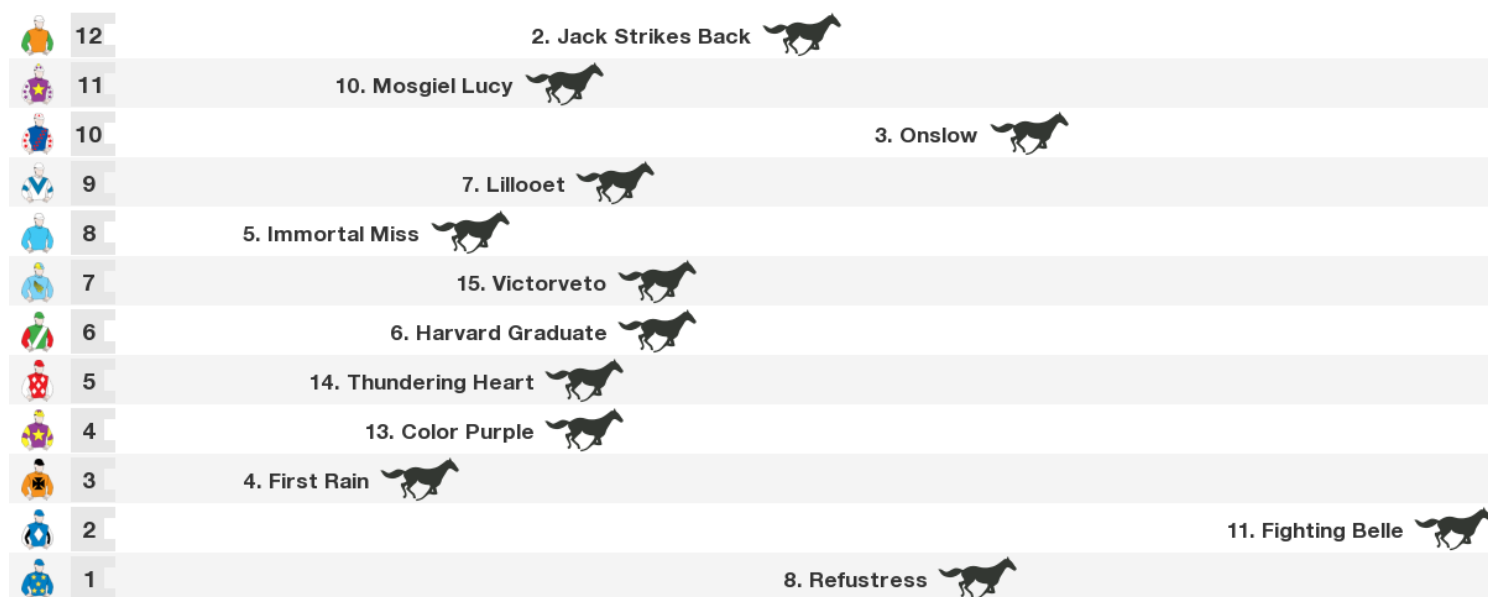 12 2. Jack Strikes Back
11 10. Mosgiel Lucy
10 3. Onslow
9 7. Lillooet
8 5. Immortal Miss
7 15. Victorveto
6 6. Harvard Graduate
5 14. Thundering Heart
4 13. Color Purple
3 4. First Rain
2 11. Fighting Belle
1 8. Refustress